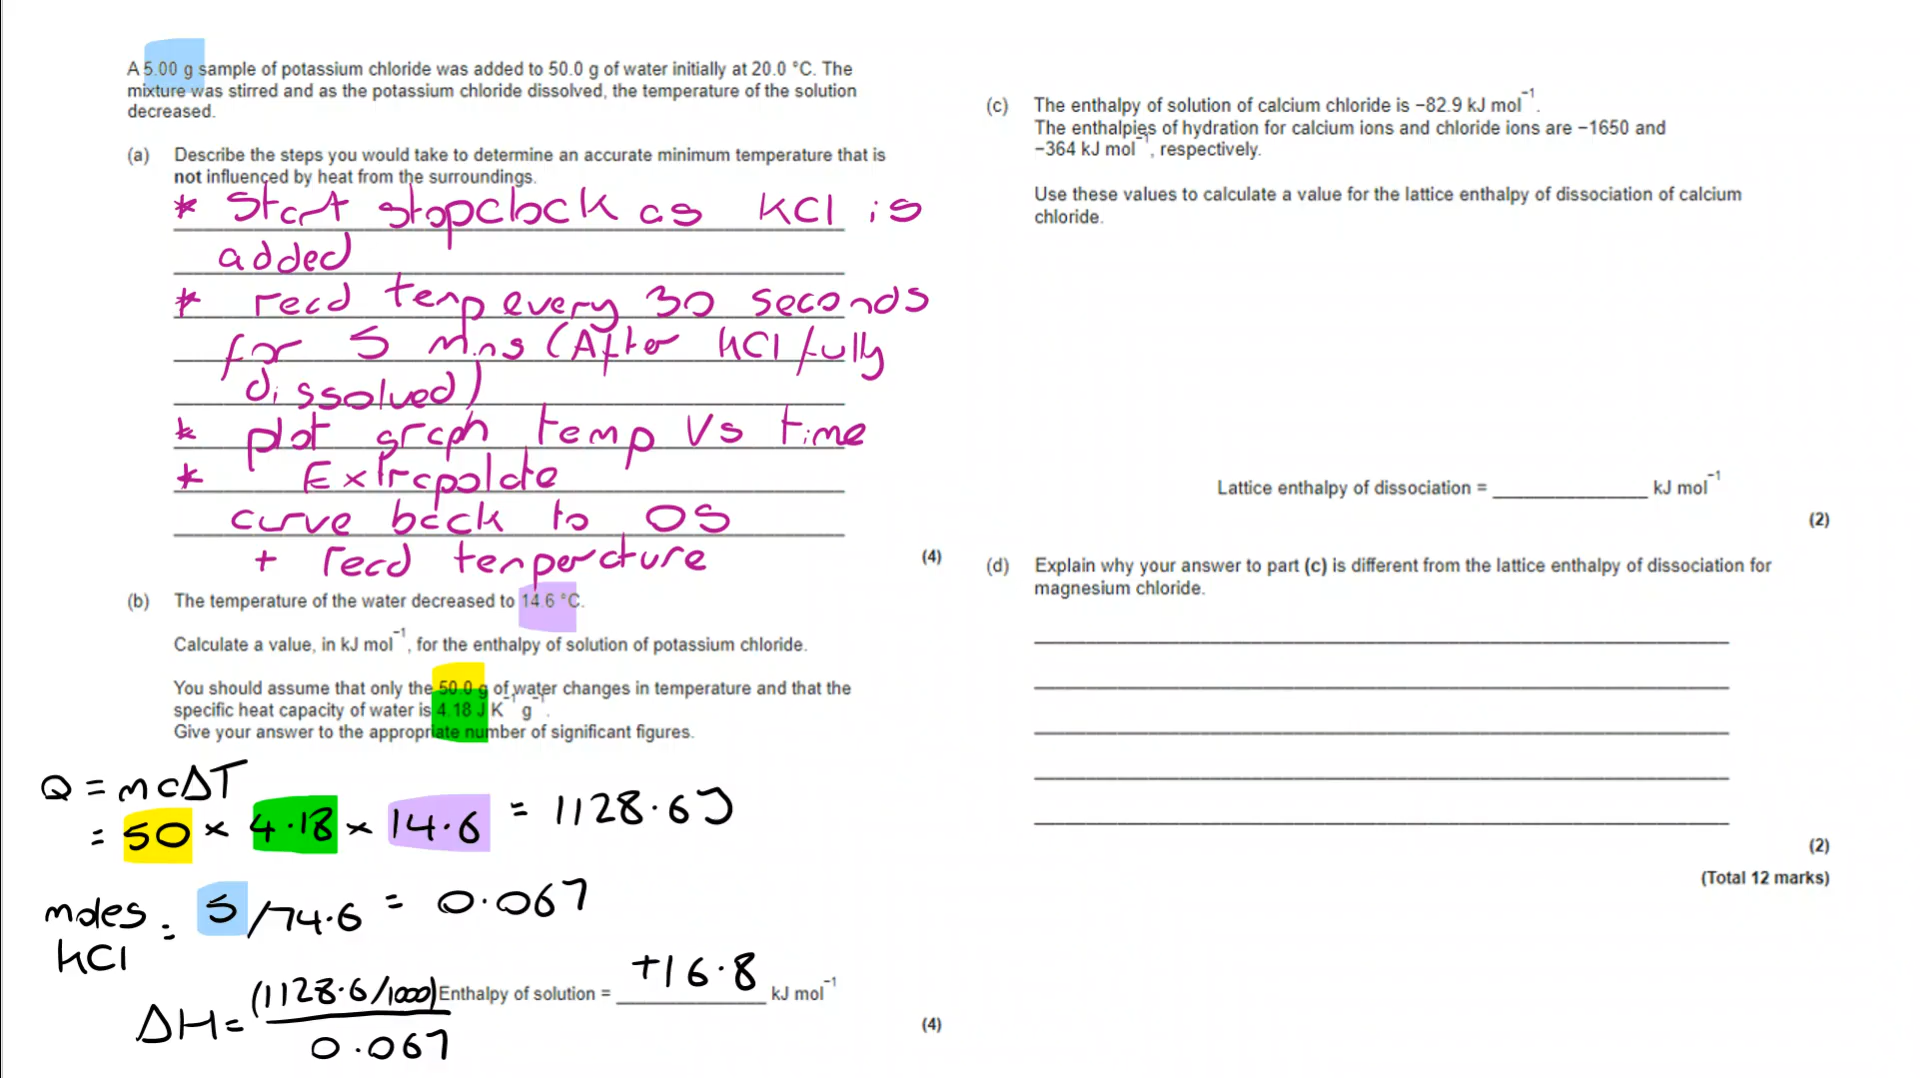 A 5.00 g sample of potassium chloride was added to 50.0 g of water initially at 20.0 °C. The
mixture was stirred and as the potassium chloride dissolved, the temperature of the solution
decreased.
(a) Describe the steps you would take to determine an accurate minimum temperature that is
not influenced by heat from the surroundings.
* Start stopclock as KCl is
added
* recd temp every 30 seconds
for 5 mins (After KCl fully
dissolved)
* plot graph temp Vs time
* Extrapolate
curve back to 0S
+ recd temperature
(4)
(b) The temperature of the water decreased to 14.6 °C.
Calculate a value, in kJ mol⁻¹, for the enthalpy of solution of potassium chloride.
You should assume that only the 50.0 g of water changes in temperature and that the
specific heat capacity of water is 4.18 J K⁻¹ g⁻¹.
Give your answer to the appropriate number of significant figures.
Q = mcΔT
= 50 × 4.18 × 14.6 = 1128.6J
moles KCl = 5/74.6 = 0.067
ΔH = (1128.6/1000)
0.067
Enthalpy of solution = +16.8 kJ mol⁻¹
(4)
(c) The enthalpy of solution of calcium chloride is −82.9 kJ mol⁻¹.
The enthalpies of hydration for calcium ions and chloride ions are −1650 and
−364 kJ mol⁻¹, respectively.
Use these values to calculate a value for the lattice enthalpy of dissociation of calcium
chloride.
Lattice enthalpy of dissociation = ______________ kJ mol⁻¹
(2)
(d) Explain why your answer to part (c) is different from the lattice enthalpy of dissociation for
magnesium chloride.
(2)
(Total 12 marks)